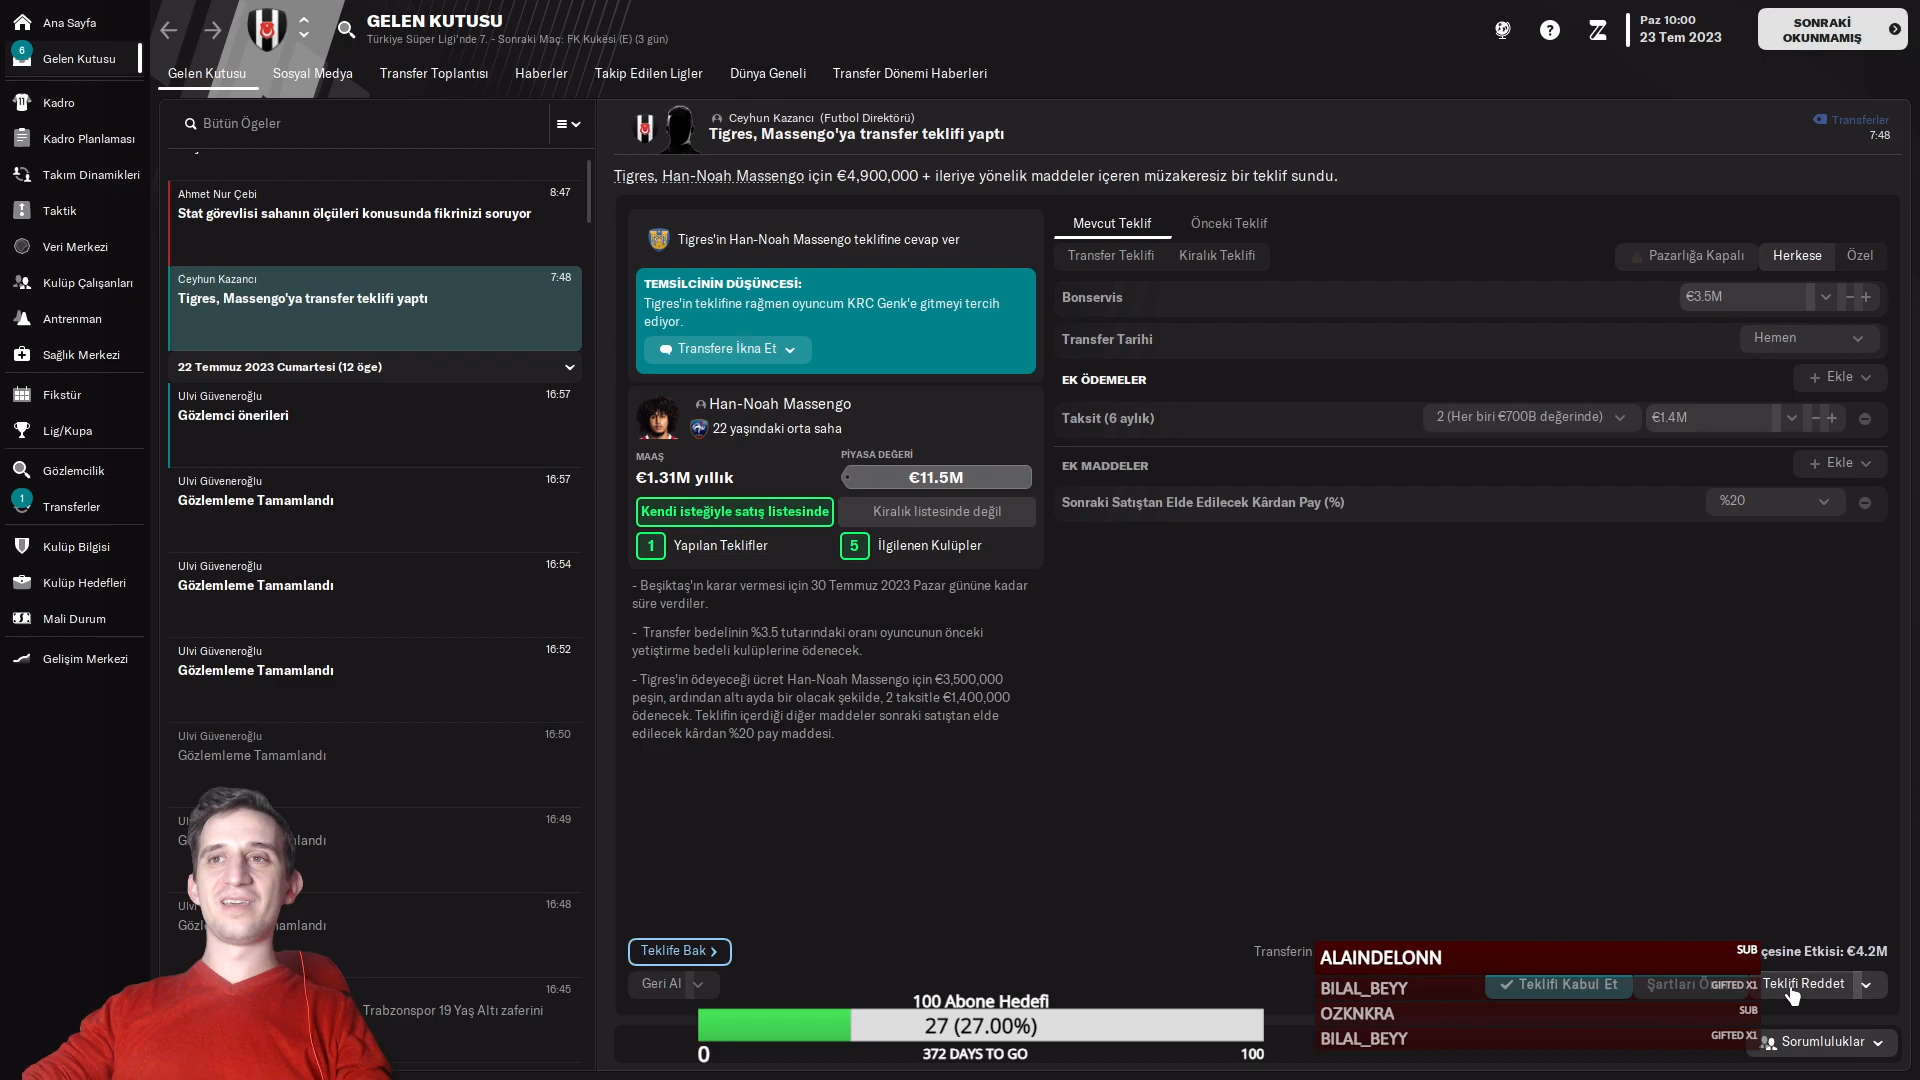 Ana Sayfa
6
Gelen Kutusu
Kadro
Kadro Planlaması
Takım Dinamikleri
Taktik
Veri Merkezi
Kulüp Çalışanları
Antrenman
Sağlık Merkezi
Fikstür
Lig/Kupa
Gözlemcilik
1
Transferler
Kulüp Bilgisi
Kulüp Hedefleri
Mali Durum
Gelişim Merkezi
GELEN KUTUSU
Türkiye Süper Ligi'nde 7. - Sonraki Maç: FK Kukësi (E) (3 gün)
Paz 10:00
23 Tem 2023
SONRAKİ
OKUNMAMIŞ
Gelen Kutusu
Sosyal Medya
Transfer Toplantısı
Haberler
Takip Edilen Ligler
Dünya Geneli
Transfer Dönemi Haberleri
Bütün Ögeler
Ahmet Nur Çebi 8:47
Stat görevlisi sahanın ölçüleri konusunda fikrinizi soruyor
Ceyhun Kazancı 7:48
Tigres, Massengo'ya transfer teklifi yaptı
22 Temmuz 2023 Cumartesi (12 öge)
Ulvi Güveneroğlu 16:57
Gözlemci önerileri
Ulvi Güveneroğlu 16:57
Gözlemleme Tamamlandı
Ulvi Güveneroğlu 16:54
Gözlemleme Tamamlandı
Ulvi Güveneroğlu 16:52
Gözlemleme Tamamlandı
Ulvi Güveneroğlu 16:50
Gözlemleme Tamamlandı
16:49
16:48
16:45
Trabzonspor 19 Yaş Altı zaferini
Ceyhun Kazancı (Futbol Direktörü)
Tigres, Massengo'ya transfer teklifi yaptı
Transferler
7:48
Tigres, Han-Noah Massengo için €4,900,000 + ileriye yönelik maddeler içeren müzakeresiz bir teklif sundu.
Tigres'in Han-Noah Massengo teklifine cevap ver
TEMSİLCİNİN DÜŞÜNCESİ:
Tigres'in teklifine rağmen oyuncum KRC Genk'e gitmeyi tercih
ediyor.
Transfere İkna Et
Han-Noah Massengo
22 yaşındaki orta saha
MAAŞ
€1.31M yıllık
PİYASA DEĞERİ
€11.5M
Kendi isteğiyle satış listesinde
Kiralık listesinde değil
1 Yapılan Teklifler
5 İlgilenen Kulüpler
- Beşiktaş'ın karar vermesi için 30 Temmuz 2023 Pazar gününe kadar
süre verdiler.
- Transfer bedelinin %3.5 tutarındaki oranı oyuncunun önceki
yetiştirme bedeli kulüplerine ödenecek.
- Tigres'in ödeyeceği ücret Han-Noah Massengo için €3,500,000
peşin, ardından altı ayda bir olacak şekilde, 2 taksitle €1,400,000
ödenecek. Teklifin içerdiği diğer maddeler sonraki satıştan elde
edilecek kârdan %20 pay maddesi.
Mevcut Teklif
Önceki Teklif
Transfer Teklifi
Kiralık Teklifi
Pazarlığa Kapalı
Herkese
Özel
Bonservis €3.5M
Transfer Tarihi Hemen
EK ÖDEMELER + Ekle
Taksit (6 aylık) 2 (Her biri €700B değerinde) €1.4M
EK MADDELER + Ekle
Sonraki Satıştan Elde Edilecek Kârdan Pay (%) %20
Teklife Bak
Geri Al
Transferin
çesine Etkisi: €4.2M
Teklifi Kabul Et
Şartları
Teklifi Reddet
Sorumluluklar
ALAINDELONN SUB
BILAL_BEYY GIFTED X1
OZKNKRA SUB
BILAL_BEYY GIFTED X1
100 Abone Hedefi
27 (27.00%)
0 372 DAYS TO GO 100